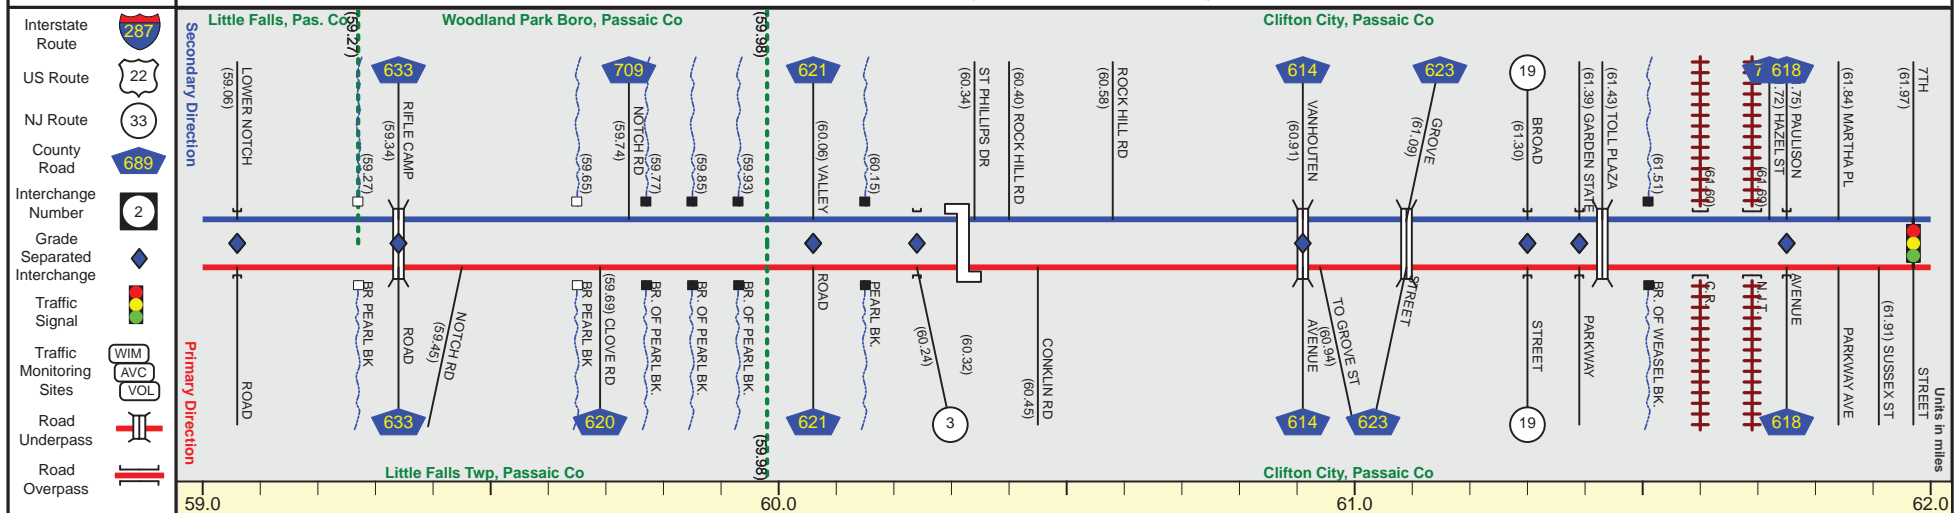 Interstate
Route
287
US Route
22
NJ Route
33
County
Road
689
Interchange
Number
2
Grade
Separated
Interchange
Traffic
Signal
Traffic
Monitoring
Sites
WIM
AVC
VOL
Road
Underpass
Road
Overpass
Secondary Direction
Primary Direction
Little Falls, Pas. Co
(59.27)
Woodland Park Boro, Passaic Co
(59.98)
Clifton City, Passaic Co
LOWER NOTCH
(59.06)
(59.27)
633
RIFLE CAMP
(59.34)
(59.65)
709
NOTCH RD
(59.74)
(59.77)
(59.85)
(59.93)
621
(60.06) VALLEY
(60.15)
ST PHILLIPS DR
(60.34)
(60.40) ROCK HILL RD
ROCK HILL RD
(60.58)
614
VANHOUTEN
(60.91)
623
GROVE
(61.09)
19
BROAD
(61.30)
(61.39) GARDEN STATE
(61.43) TOLL PLAZA
(61.51)
(61.60)
(61.69)
7
618
.72) HAZEL ST
.75) PAULISON
(61.84) MARTHA PL
7TH
(61.97)
ROAD
BR PEARL BK
ROAD
633
NOTCH RD
(59.45)
BR PEARL BK
(59.69) CLOVE RD
620
BR. OF PEARL BK.
BR. OF PEARL BK.
BR. OF PEARL BK.
ROAD
621
PEARL BK.
(60.24)
3
(60.32)
CONKLIN RD
(60.45)
AVENUE
614
TO GROVE ST
(60.94)
STREET
623
STREET
19
PARKWAY
BR. OF WEASEL BK.
C.R.
N.J.T.
AVENUE
618
PARKWAY AVE
(61.91) SUSSEX ST
STREET
Units in miles
Little Falls Twp, Passaic Co
(59.98)
Clifton City, Passaic Co
59.0
60.0
61.0
62.0